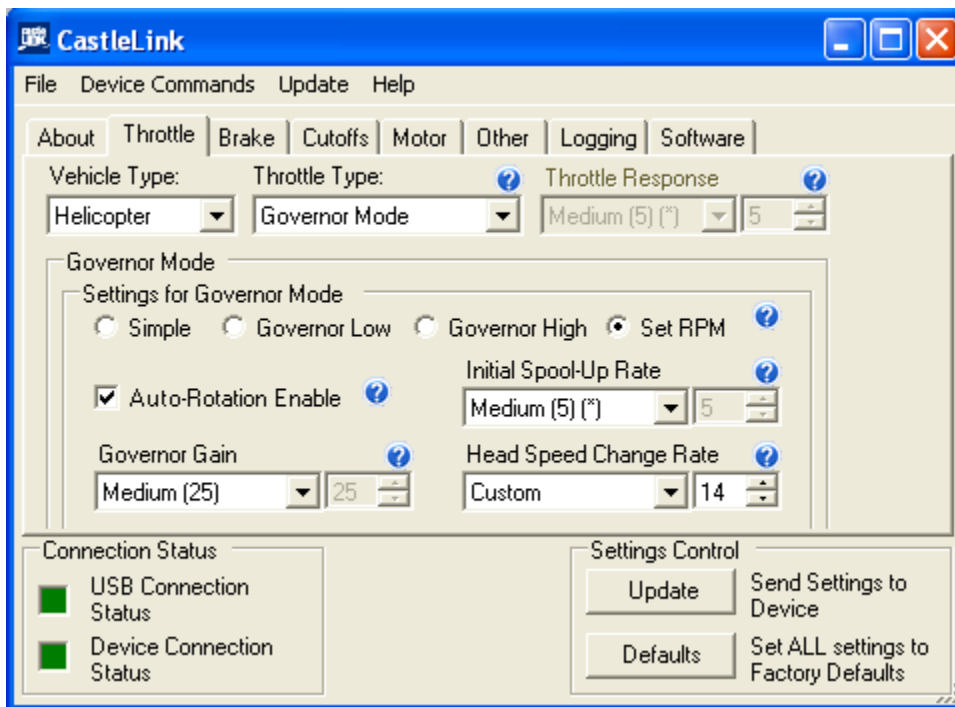 CastleLink
File Device Commands Update Help
About Throttle Brake Cutoffs Motor Other Logging Software
Vehicle Type: Throttle Type: ? Throttle Response ?
Helicopter Governor Mode Medium (5) (*) 5
Governor Mode
Settings for Governor Mode
Simple Governor Low Governor High Set RPM ?
Initial Spool-Up Rate ?
Auto-Rotation Enable ? Medium (5) (*) 5
Governor Gain ? Head Speed Change Rate ?
Medium (25) 25 Custom 14
Connection Status Settings Control
USB Connection
Status
Update Send Settings to
Device
Device Connection
Status
Defaults Set ALL settings to
Factory Defaults